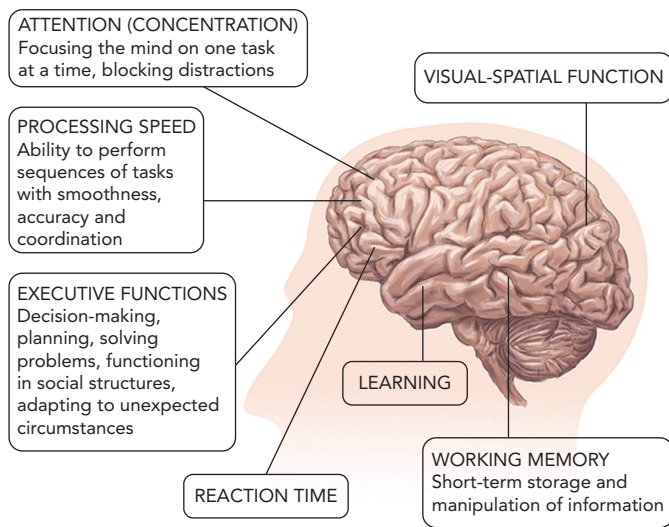 ATTENTION (CONCENTRATION)
Focusing the mind on one task
at a time, blocking distractions
VISUAL-SPATIAL FUNCTION
PROCESSING SPEED
Ability to perform
sequences of tasks
with smoothness,
accuracy and
coordination
EXECUTIVE FUNCTIONS
Decision-making,
planning, solving
problems, functioning
in social structures,
adapting to unexpected
circumstances
LEARNING
REACTION TIME
WORKING MEMORY
Short-term storage and
manipulation of information